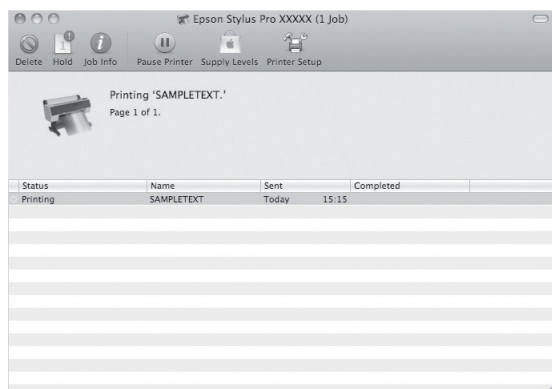 Epson Stylus Pro XXXXX (1 Job)
Delete Hold Job Info Pause Printer Supply Levels Printer Setup
Printing 'SAMPLETEXT.'
Page 1 of 1.
Status Name Sent Completed
Printing SAMPLETEXT Today 15:15